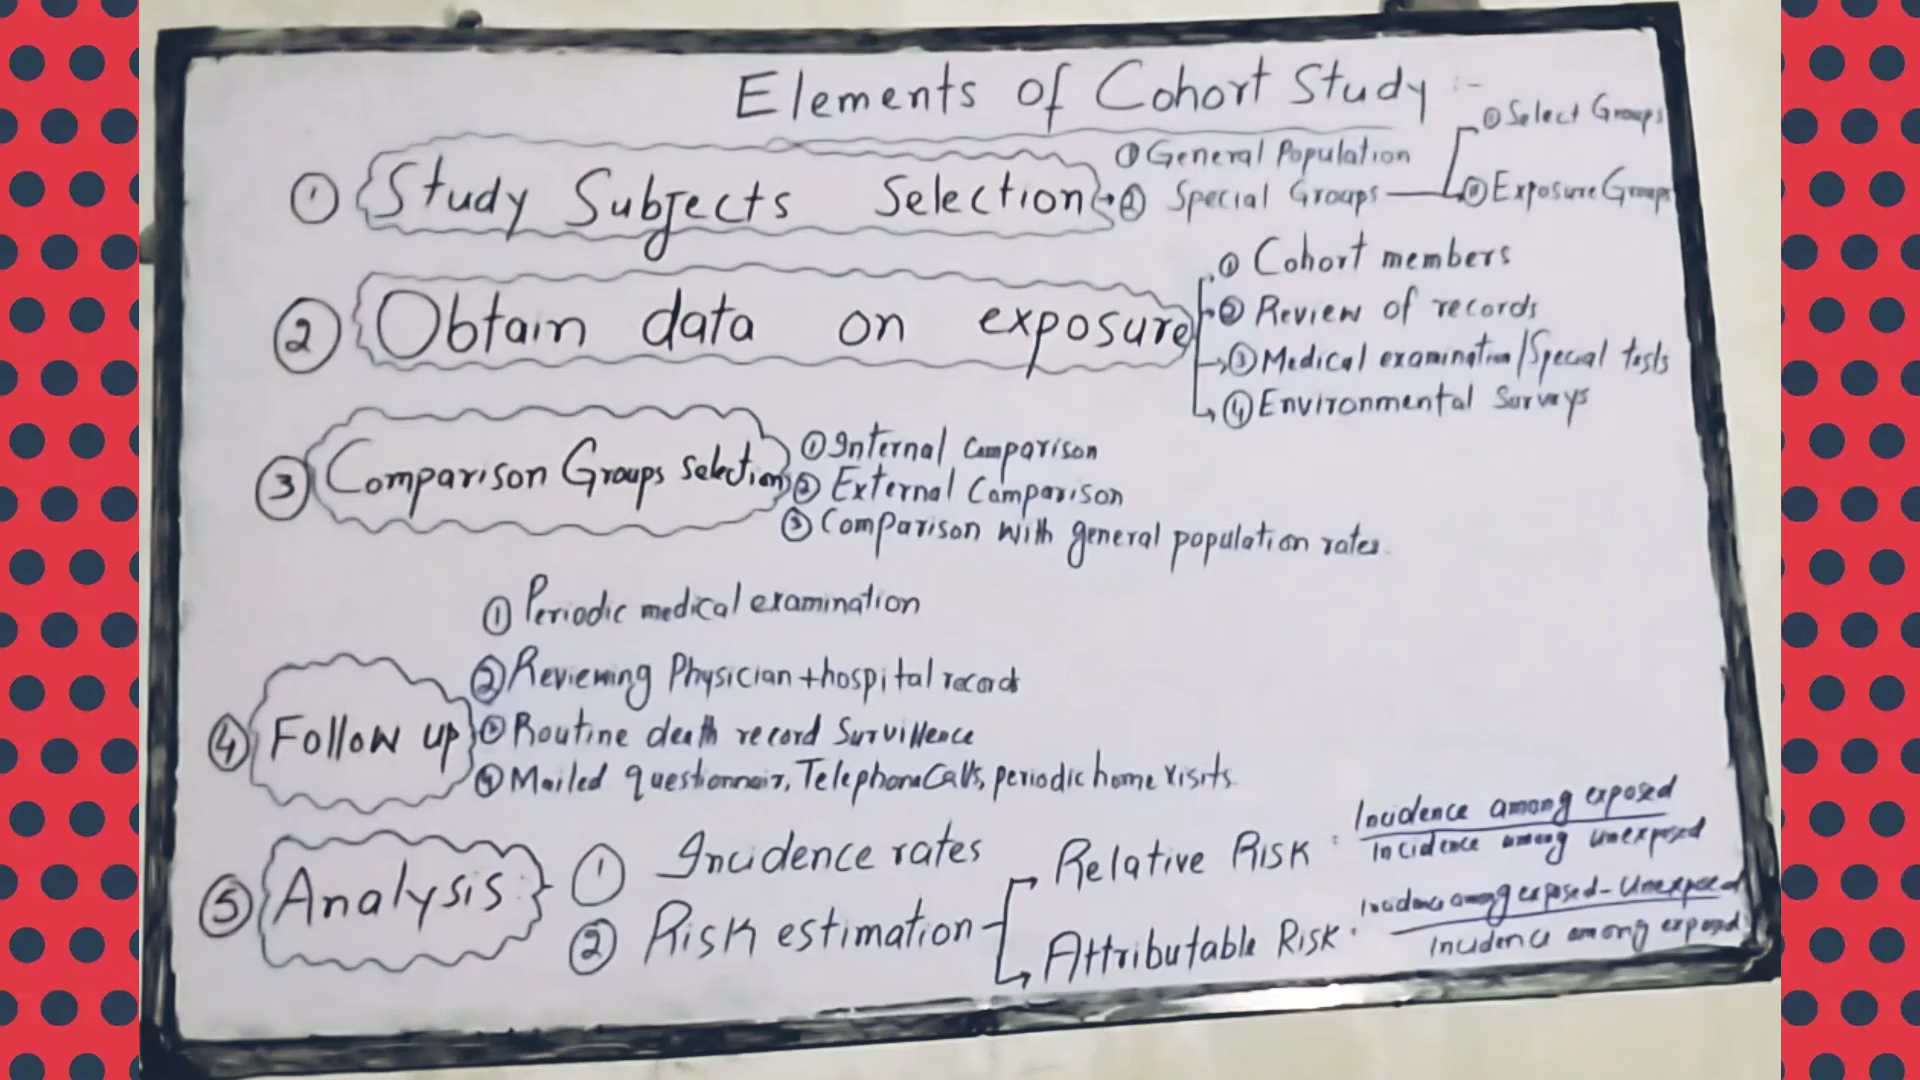 Elements of Cohort Study :-
① Study Subjects Selection → ① General Population
② Special Groups → ① Select Groups
② Exposure Groups
② Obtain data on exposure → ① Cohort members
② Review of records
③ Medical examination/Special tests
④ Environmental Surveys
③ Comparison Groups Selection ① Internal Comparison
② External Comparison
③ Comparison with general population rates.
④ Follow up ① Periodic medical examination
② Reviewing Physician + hospital records
③ Routine death record Survillence
④ Mailed questionnair, Telephone Calls, periodic home visits.
⑤ Analysis ① Incidence rates
② Risk estimation → Relative Risk : Incidence among exposed
Incidence among unexposed
→ Attributable Risk : Incidence among exposed - Unexposed
Incidence among exposed